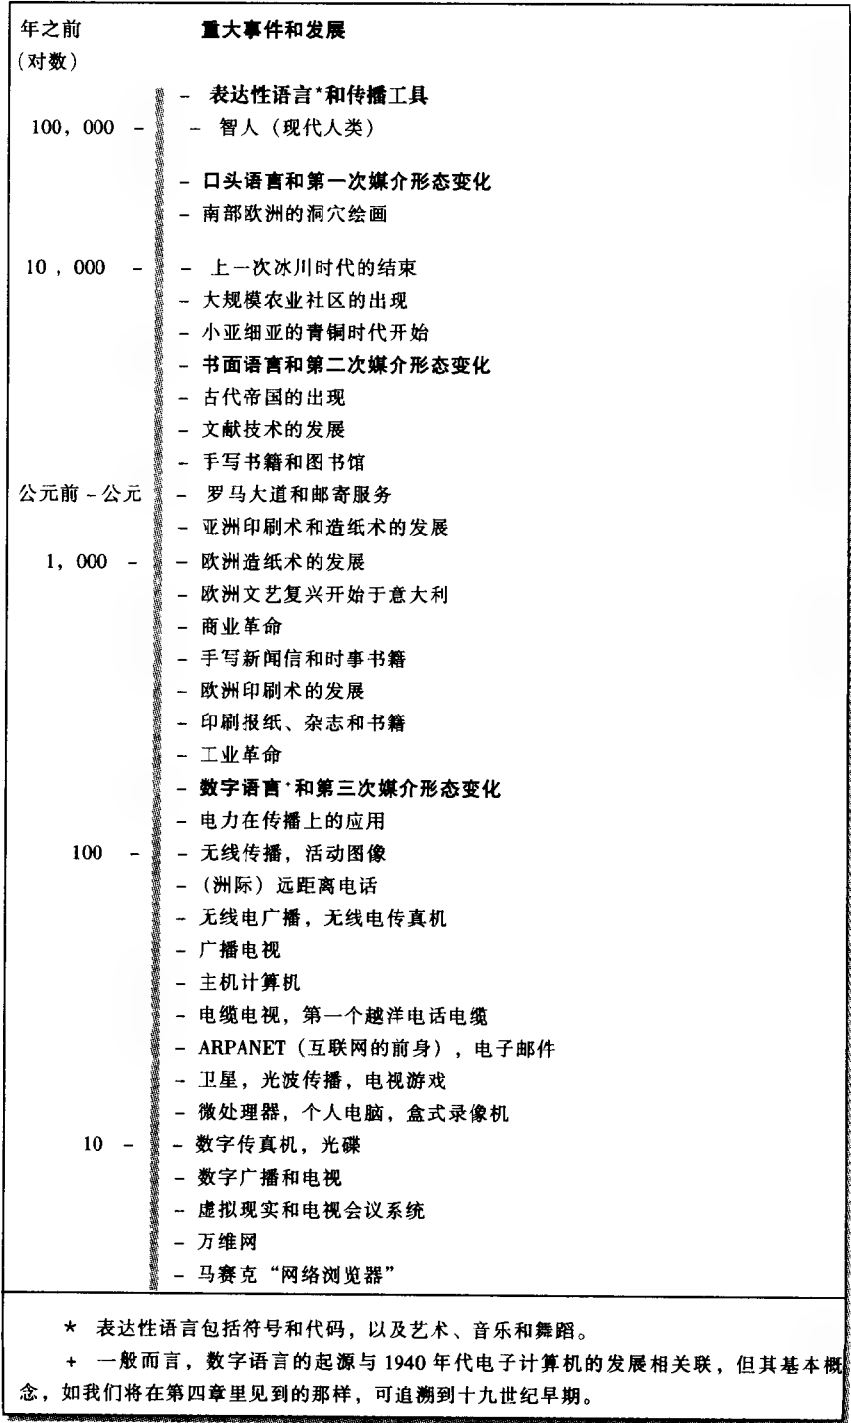 年之前 重大事件和发展
（对数）
- 表达性语言*和传播工具
100，000 - - 智人（现代人类）
- 口头语言和第一次媒介形态变化
- 南部欧洲的洞穴绘画
10，000 - - 上一次冰川时代的结束
- 大规模农业社区的出现
- 小亚细亚的青铜时代开始
- 书面语言和第二次媒介形态变化
- 古代帝国的出现
- 文献技术的发展
- 手写书籍和图书馆
公元前-公元 - 罗马大道和邮寄服务
- 亚洲印刷术和造纸术的发展
1，000 - - 欧洲造纸术的发展
- 欧洲文艺复兴开始于意大利
- 商业革命
- 手写新闻信和时事书籍
- 欧洲印刷术的发展
- 印刷报纸、杂志和书籍
- 工业革命
- 数字语言+和第三次媒介形态变化
- 电力在传播上的应用
100 - - 无线传播，活动图像
- （洲际）远距离电话
- 无线电广播，无线电传真机
- 广播电视
- 主机计算机
- 电缆电视，第一个越洋电话电缆
- ARPANET（互联网的前身），电子邮件
- 卫星，光波传播，电视游戏
- 微处理器，个人电脑，盒式录像机
10 - - 数字传真机，光碟
- 数字广播和电视
- 虚拟现实和电视会议系统
- 万维网
- 马赛克“网络浏览器”
* 表达性语言包括符号和代码，以及艺术、音乐和舞蹈。
+ 一般而言，数字语言的起源与1940年代电子计算机的发展相关联，但其基本概
念，如我们将在第四章里见到的那样，可追溯到十九世纪早期。